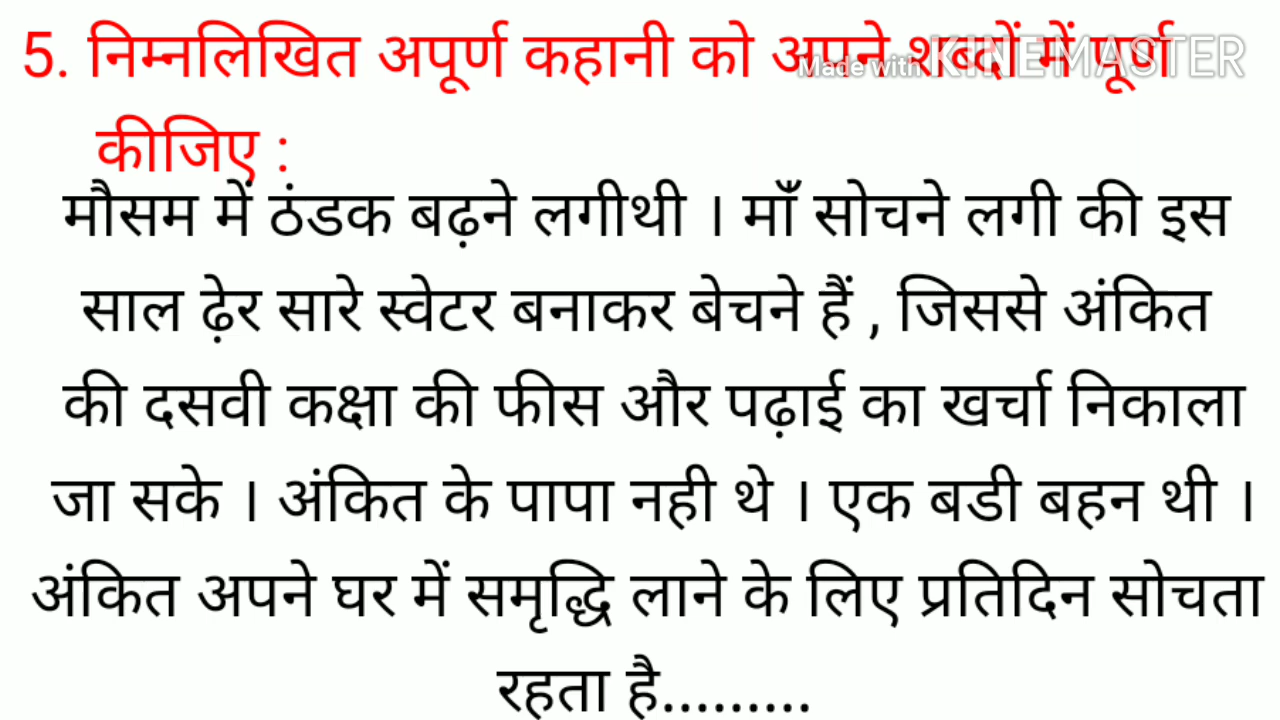 5. निम्नलिखित अपूर्ण कहानी को अपने शब्दों में पूर्ण
Made with KINEMASTER
कीजिए :
मौसम में ठंडक बढ़ने लगीथी । माँ सोचने लगी की इस
साल ढ़ेर सारे स्वेटर बनाकर बेचने हैं , जिससे अंकित
की दसवी कक्षा की फीस और पढ़ाई का खर्चा निकाला
जा सके । अंकित के पापा नही थे । एक बडी बहन थी ।
अंकित अपने घर में समृद्धि लाने के लिए प्रतिदिन सोचता
रहता है.........